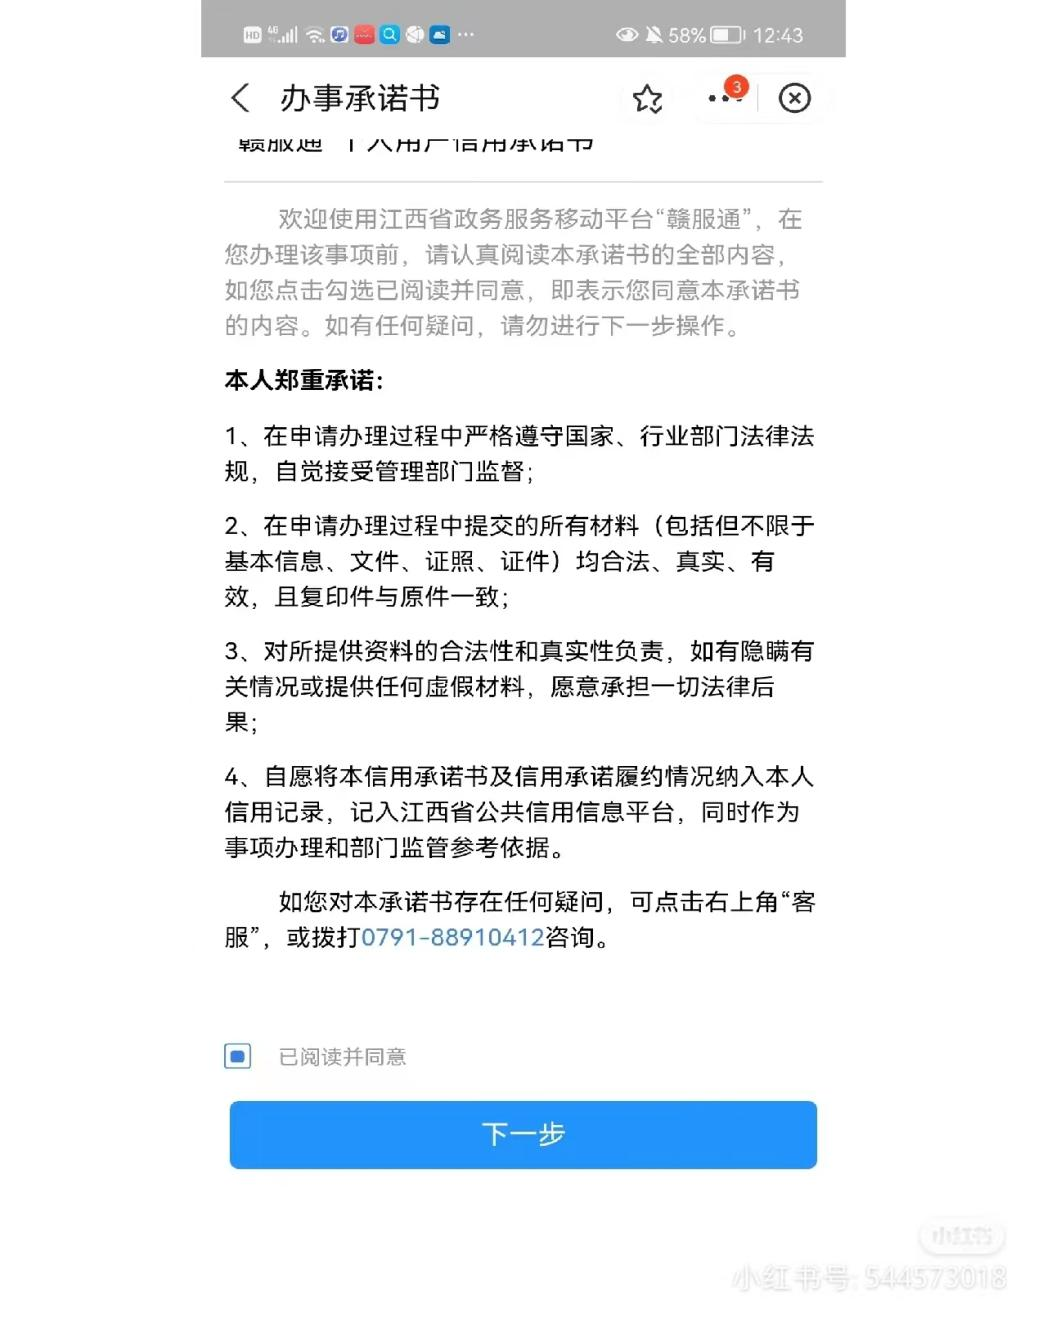 HD 4G 58% 12:43
办事承诺书
3
赣服通 个人用户信用承诺书
欢迎使用江西省政务服务移动平台“赣服通”，在
您办理该事项前，请认真阅读本承诺书的全部内容，
如您点击勾选已阅读并同意，即表示您同意本承诺书
的内容。如有任何疑问，请勿进行下一步操作。
本人郑重承诺：
1、在申请办理过程中严格遵守国家、行业部门法律法
规，自觉接受管理部门监督；
2、在申请办理过程中提交的所有材料（包括但不限于
基本信息、文件、证照、证件）均合法、真实、有
效，且复印件与原件一致；
3、对所提供资料的合法性和真实性负责，如有隐瞒有
关情况或提供任何虚假材料，愿意承担一切法律后
果；
4、自愿将本信用承诺书及信用承诺履约情况纳入本人
信用记录，记入江西省公共信用信息平台，同时作为
事项办理和部门监管参考依据。
如您对本承诺书存在任何疑问，可点击右上角“客
服”，或拨打0791-88910412咨询。
已阅读并同意
下一步
小红书
小红书号: 544573018